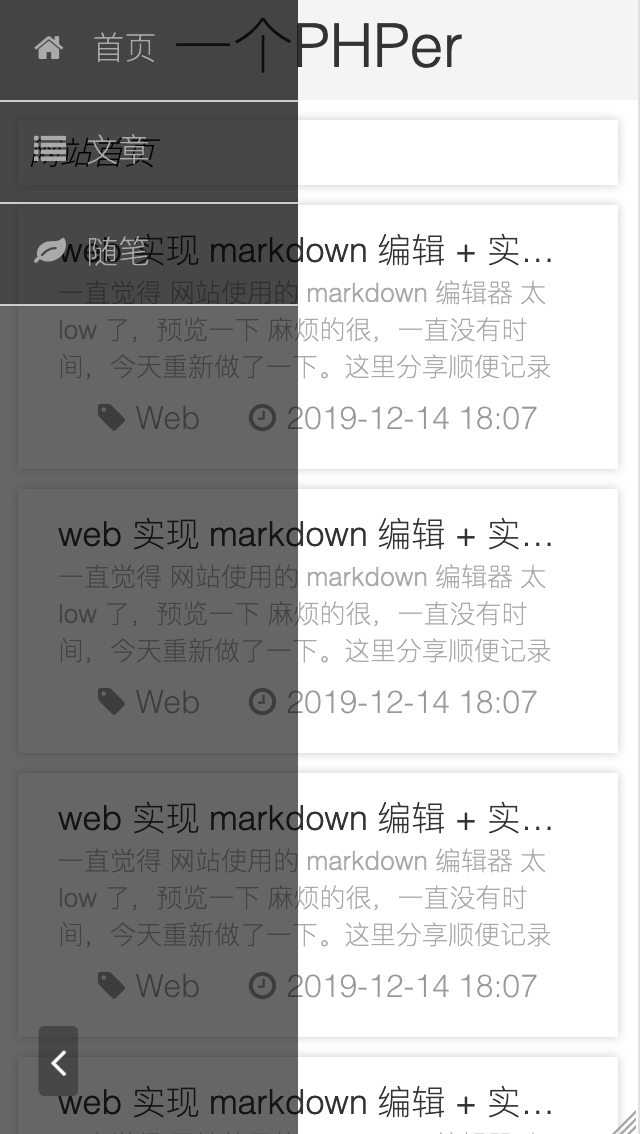 首页
一个PHPer
文章
网站首页
随笔
web 实现 markdown 编辑 + 实…
一直觉得 网站使用的 markdown 编辑器 太
low 了，预览一下 麻烦的很，一直没有时
间，今天重新做了一下。这里分享顺便记录
Web 2019-12-14 18:07
web 实现 markdown 编辑 + 实…
一直觉得 网站使用的 markdown 编辑器 太
low 了，预览一下 麻烦的很，一直没有时
间，今天重新做了一下。这里分享顺便记录
Web 2019-12-14 18:07
web 实现 markdown 编辑 + 实…
一直觉得 网站使用的 markdown 编辑器 太
low 了，预览一下 麻烦的很，一直没有时
间，今天重新做了一下。这里分享顺便记录
Web 2019-12-14 18:07
web 实现 markdown 编辑 + 实…